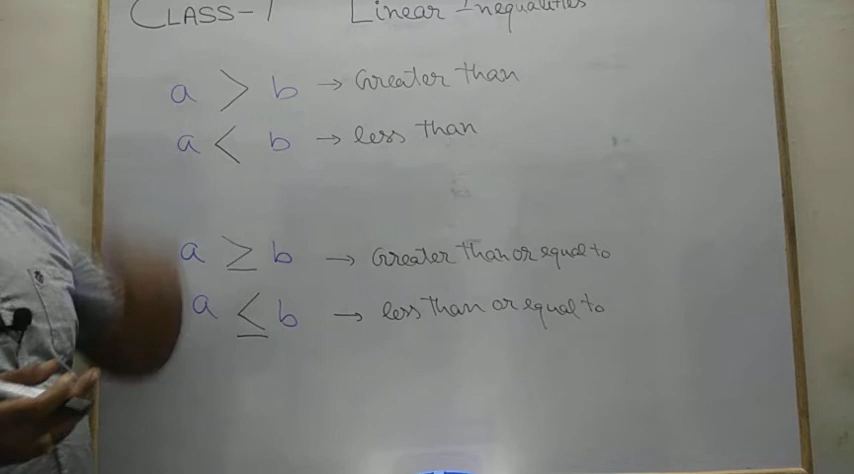 CLASS-1 Linear Inequalities
a > b → Greater than
a < b → less than
a ≥ b → Greater than or equal to
a ≤ b → less than or equal to